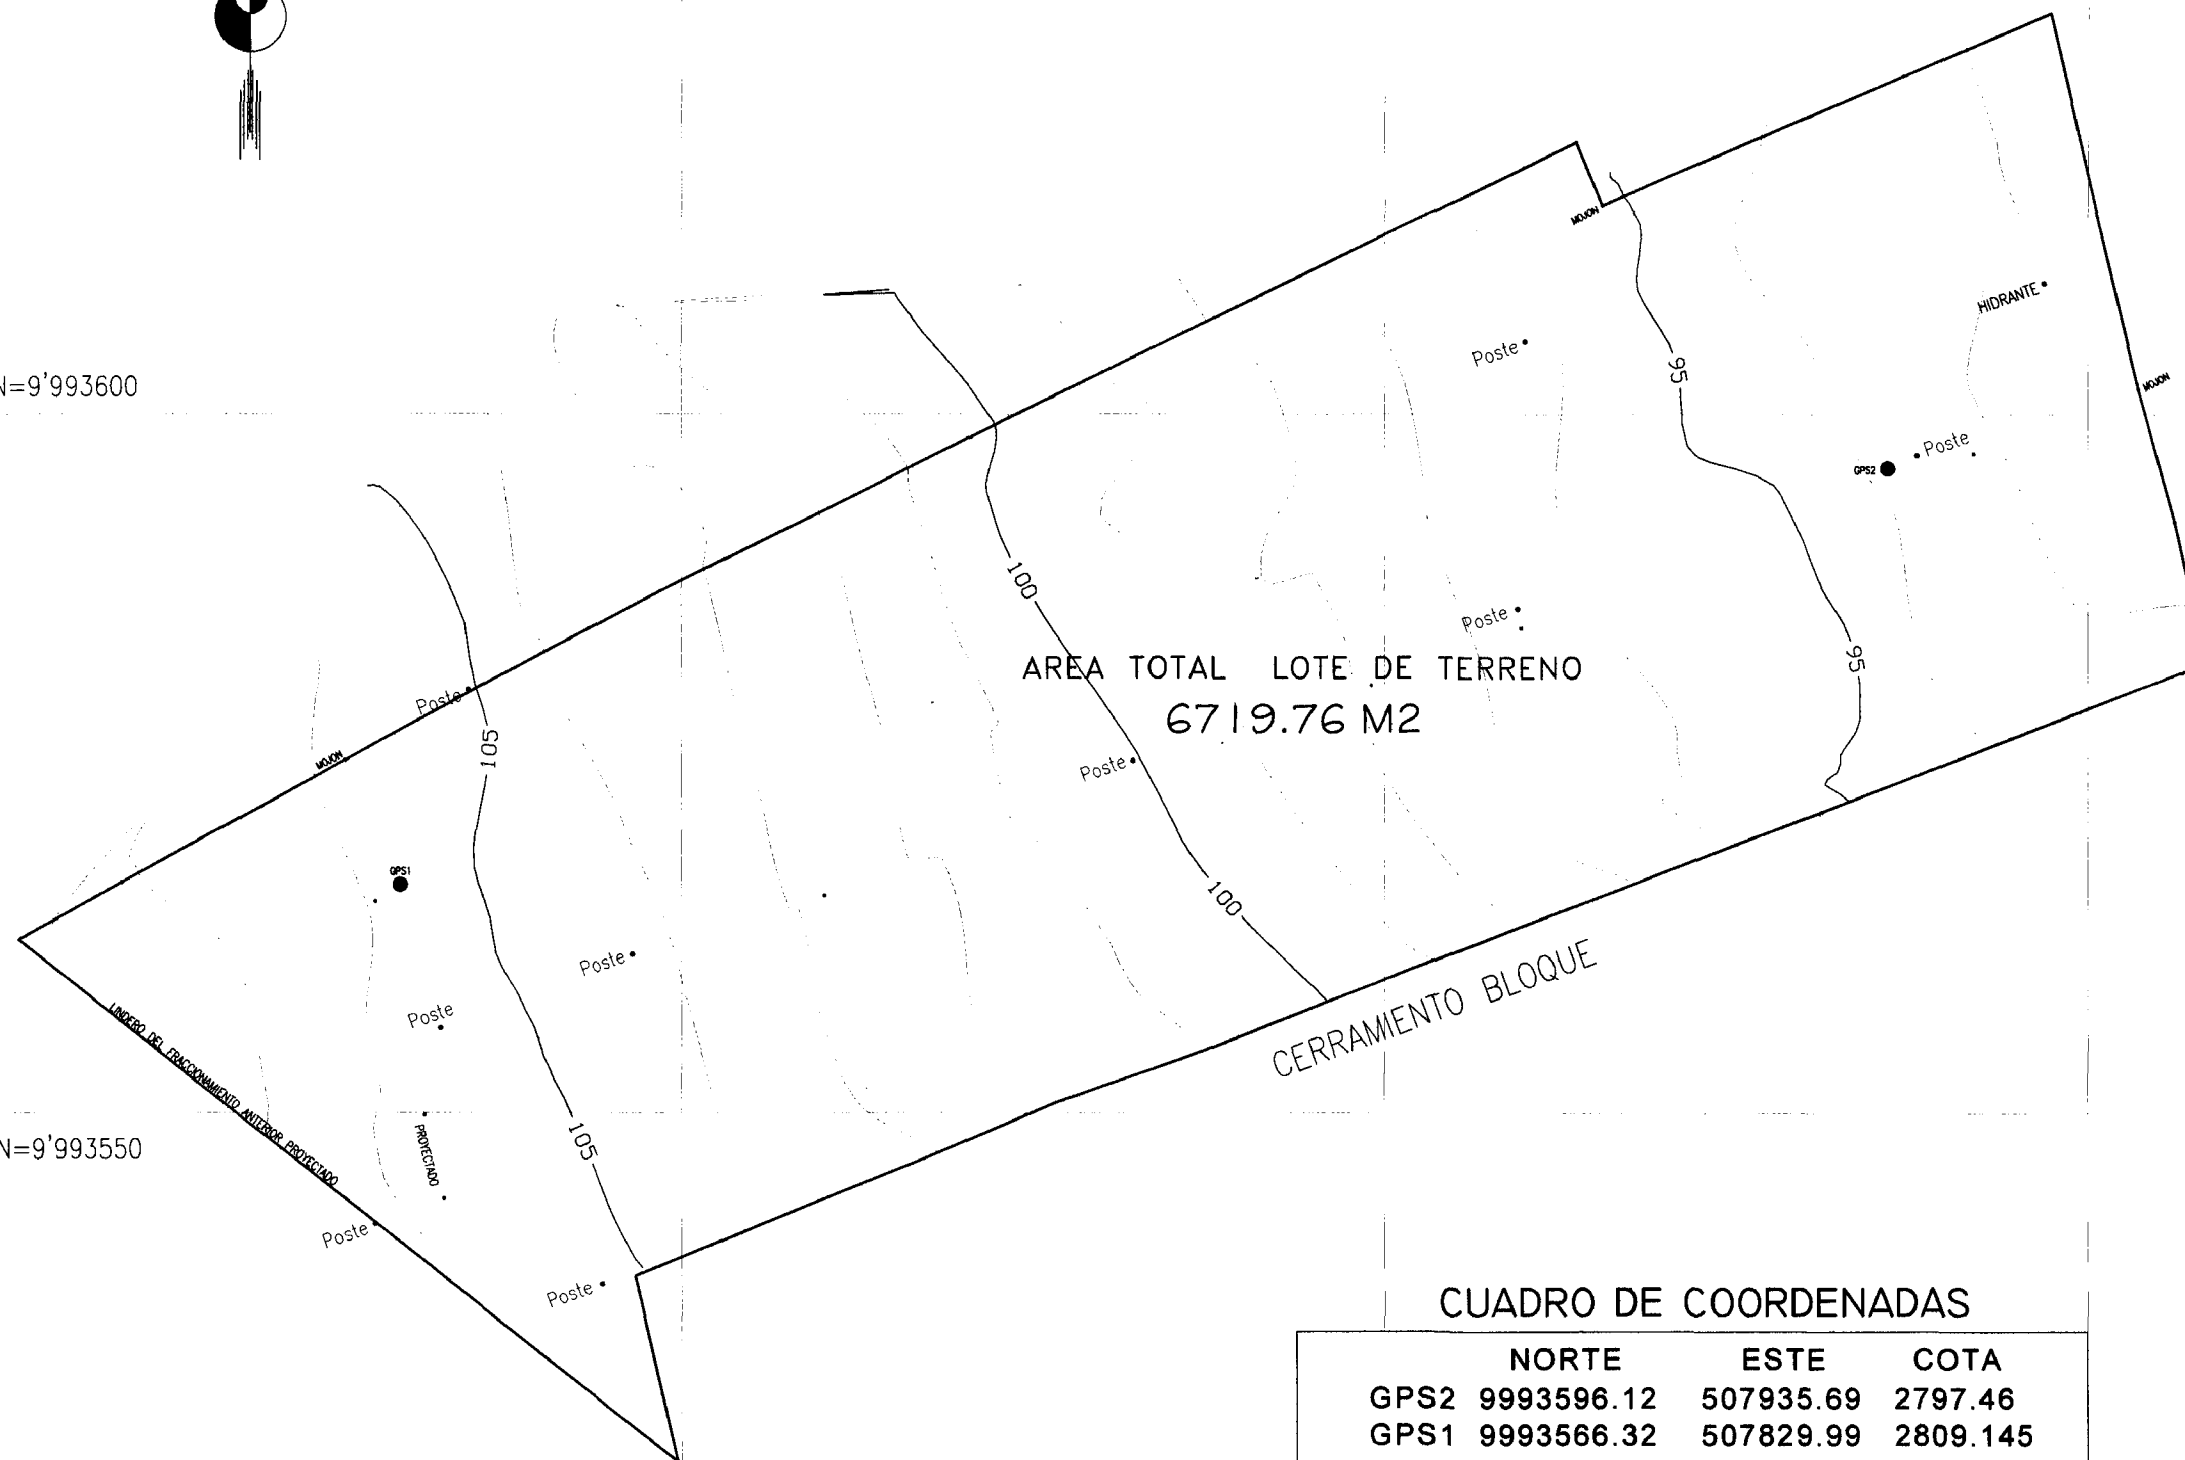 MOJON
HIDRANTE
Poste
95
N=9'993600
MOJON
Poste
GPS2
100
Poste
AREA TOTAL LOTE DE TERRENO
95
Poste
6719.76 M2
105
MOJON
Poste
GPS1
100
Poste
CERRAMIENTO BLOQUE
Poste
LINDERO DEL FRACCIONAMIENTO ANTERIOR PROYECTADO
N=9'993550
105
PROYECTADO
Poste
Poste
CUADRO DE COORDENADAS
NORTE ESTE COTA
GPS2 9993596.12 507935.69 2797.46
GPS1 9993566.32 507829.99 2809.145